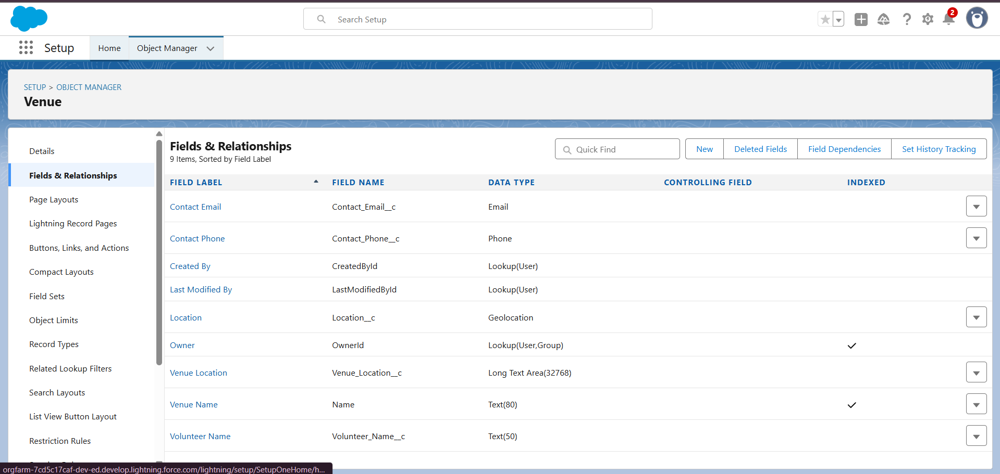 Search Setup
2
Setup
Home
Object Manager
SETUP > OBJECT MANAGER
Venue
Details
Fields & Relationships
Page Layouts
Lightning Record Pages
Buttons, Links, and Actions
Compact Layouts
Field Sets
Object Limits
Record Types
Related Lookup Filters
Search Layouts
List View Button Layout
Restriction Rules
Fields & Relationships
9 Items, Sorted by Field Label
Quick Find
New
Deleted Fields
Field Dependencies
Set History Tracking
FIELD LABEL FIELD NAME DATA TYPE CONTROLLING FIELD INDEXED
Contact Email Contact_Email__c Email
Contact Phone Contact_Phone__c Phone
Created By CreatedById Lookup(User)
Last Modified By LastModifiedById Lookup(User)
Location Location__c Geolocation
Owner OwnerId Lookup(User,Group)
Venue Location Venue_Location__c Long Text Area(32768)
Venue Name Name Text(80)
Volunteer Name Volunteer_Name__c Text(50)
orgfarm-7cd5c17caf-dev-ed.develop.lightning.force.com/lightning/setup/SetupOneHome/h...